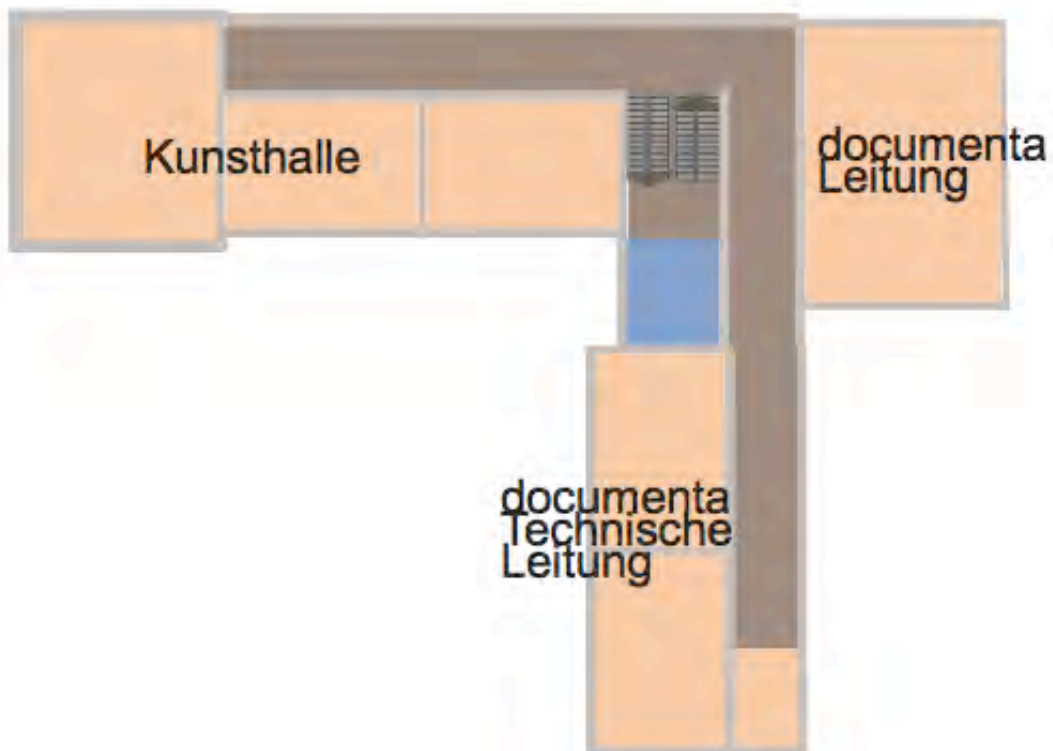 Kunsthalle
documenta
Leitung
documenta
Technische
Leitung